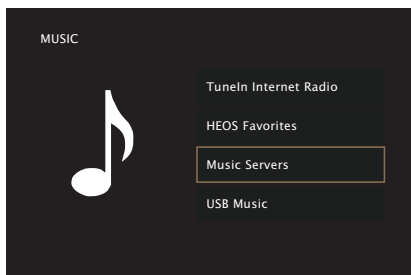 MUSIC
TuneIn Internet Radio
HEOS Favorites
Music Servers
USB Music